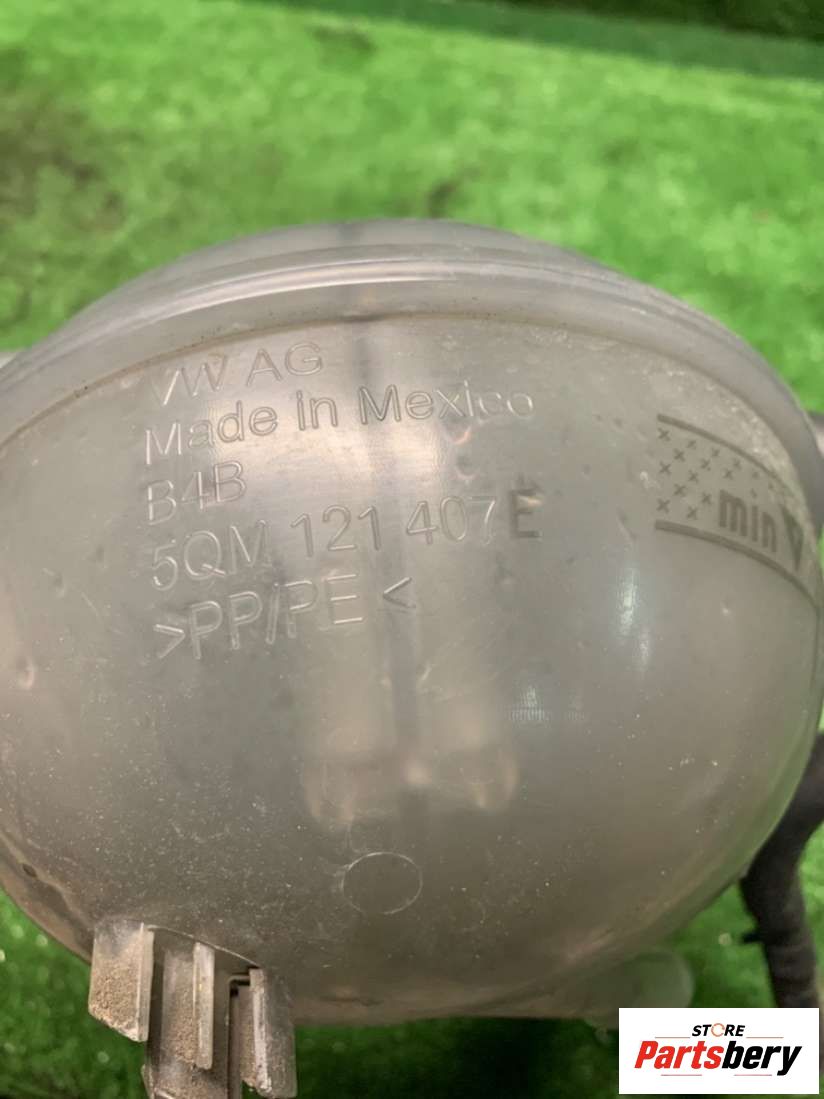 VW AG
Made in Mexico
B4B
5QM 121 407 E
>PP/PE<
min
STORE
Partsbery